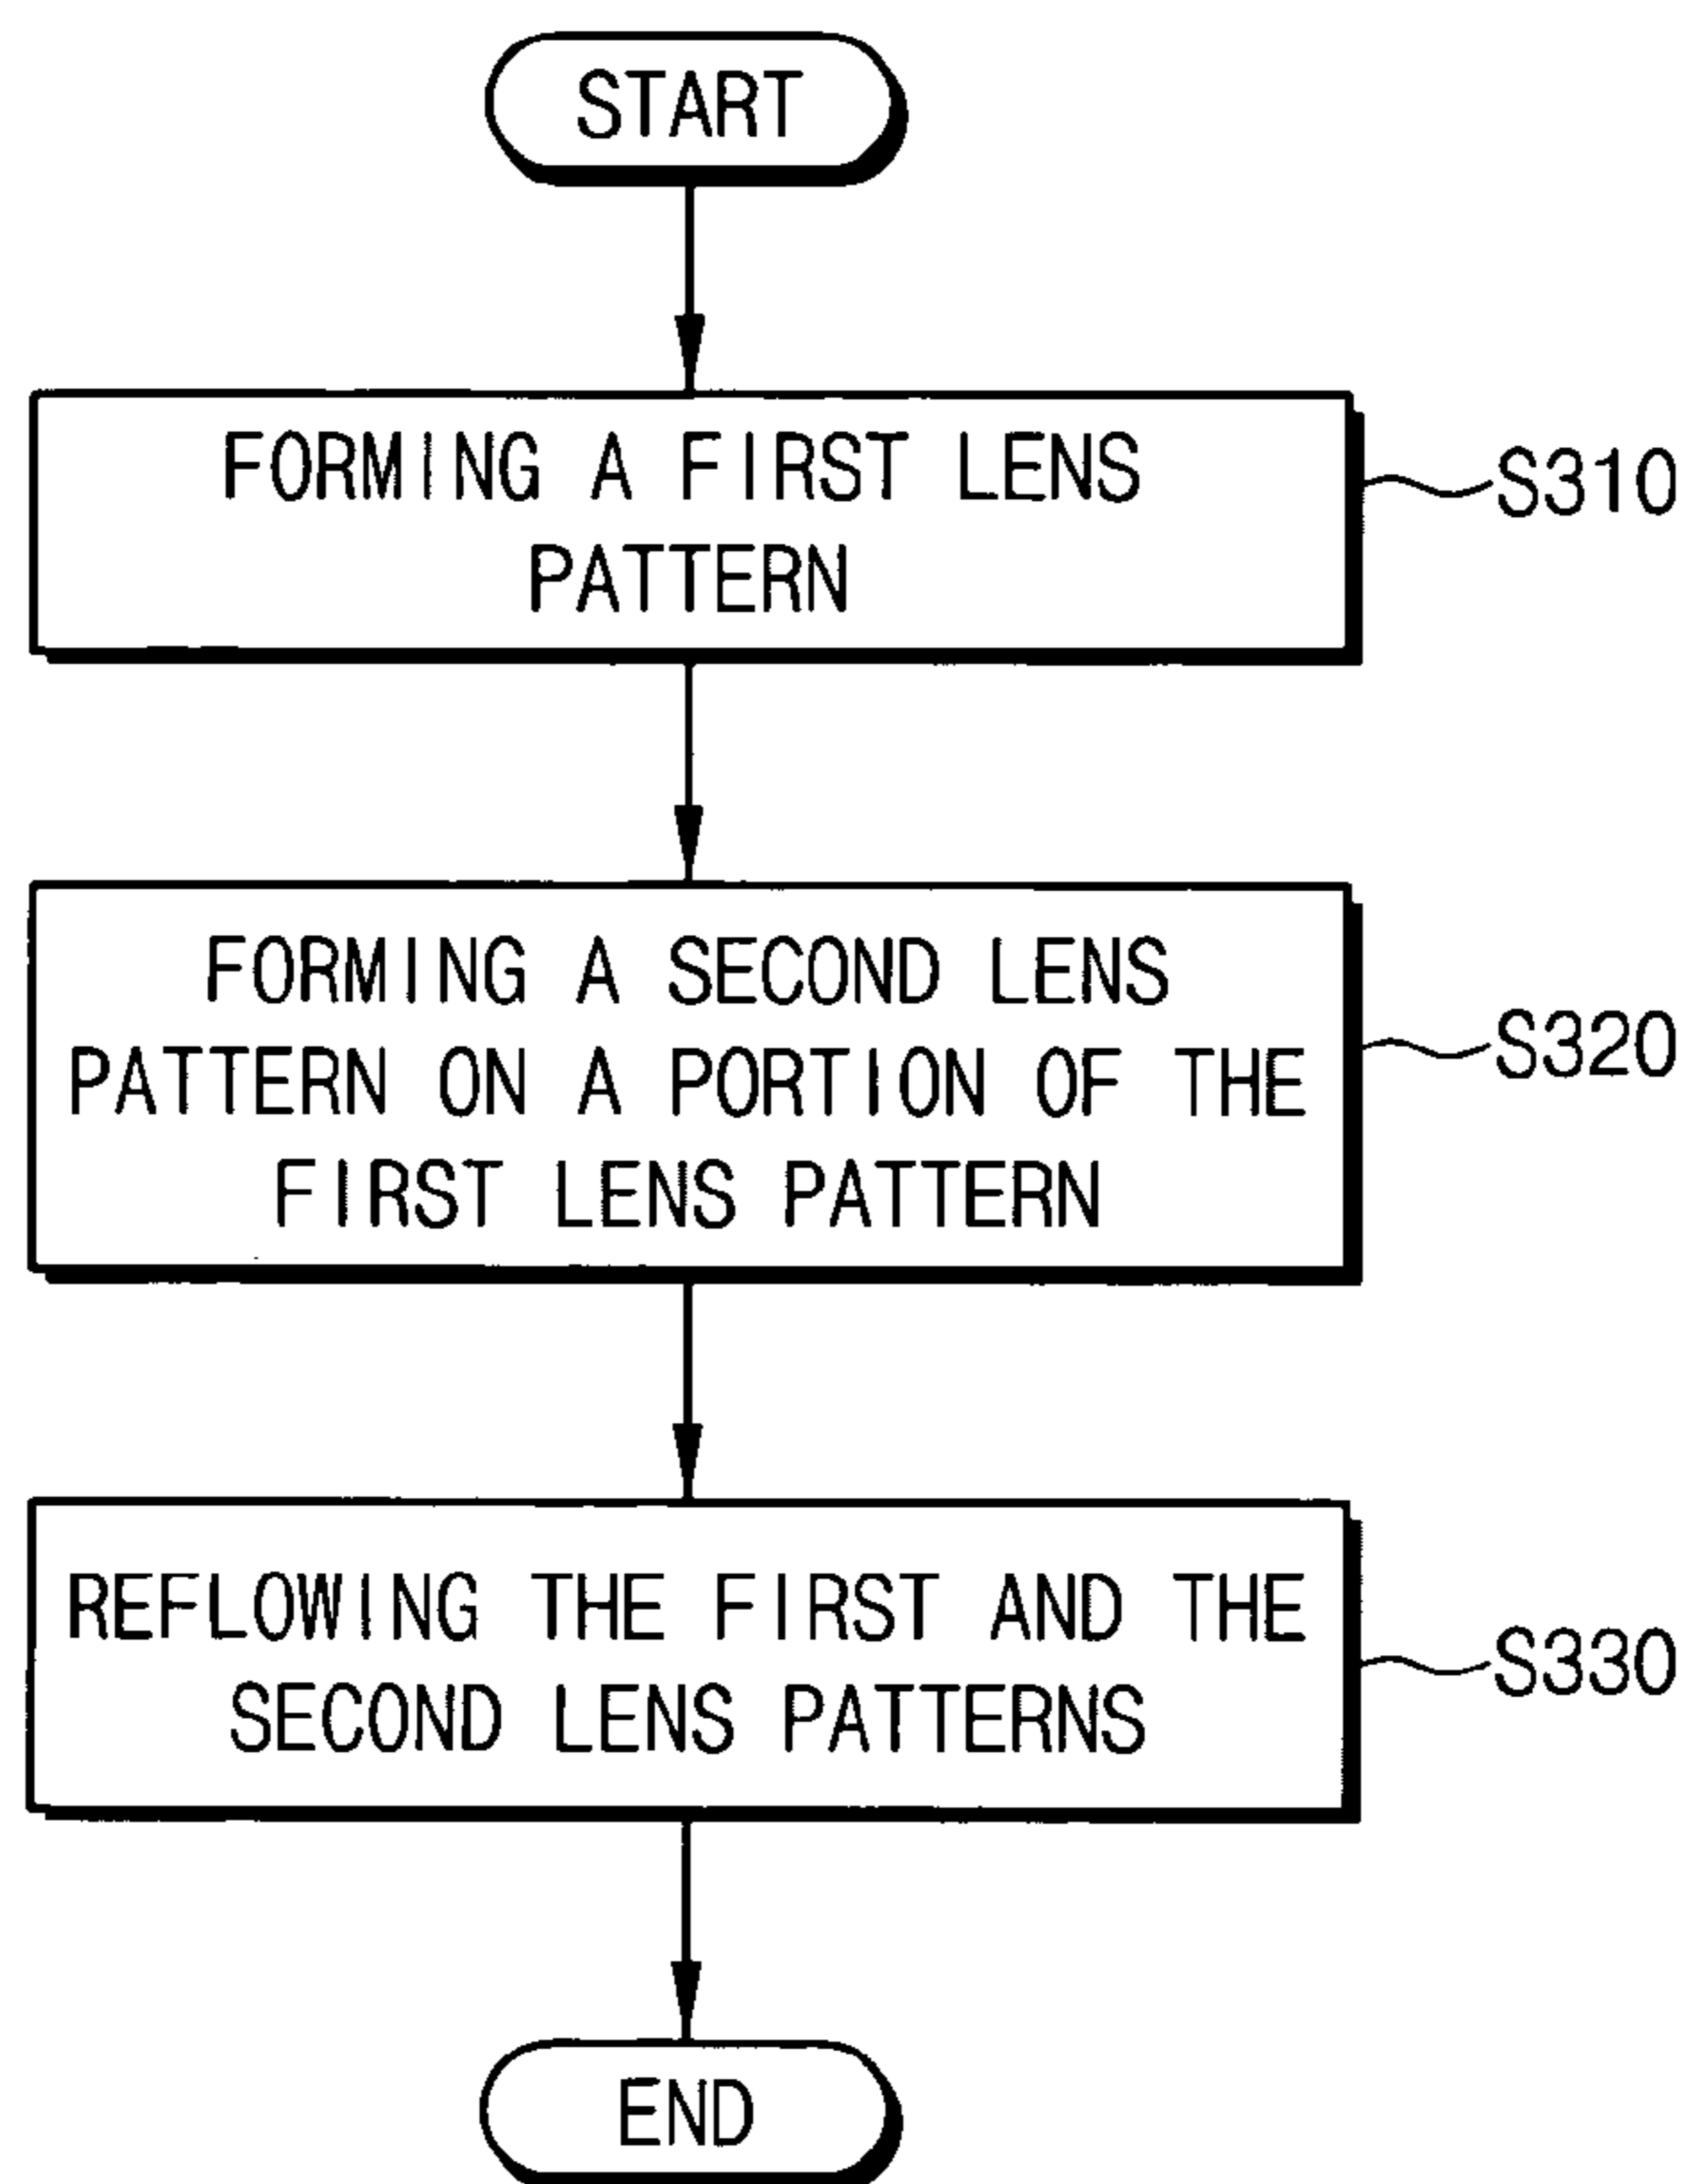 START
FORMING A FIRST LENS
PATTERN
S310
FORMING A SECOND LENS
PATTERN ON A PORTION OF THE
FIRST LENS PATTERN
S320
REFLOWING THE FIRST AND THE
SECOND LENS PATTERNS
S330
END